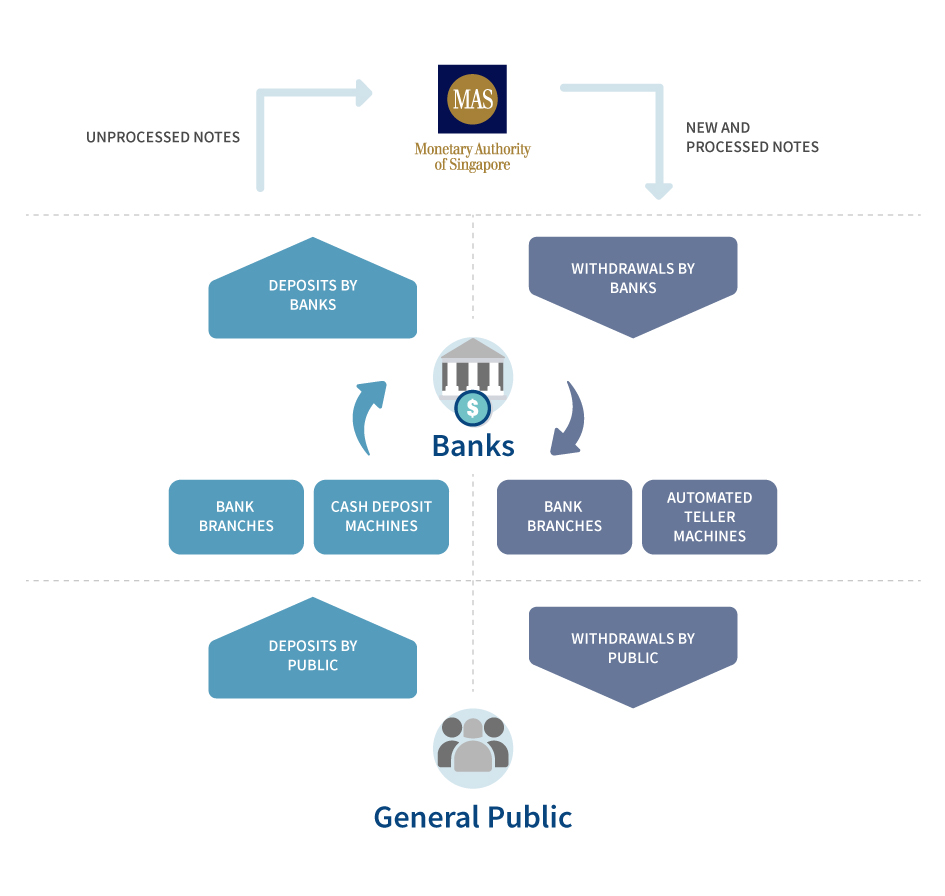 MAS
Monetary Authority
of Singapore
UNPROCESSED NOTES
NEW AND
PROCESSED NOTES
DEPOSITS BY
BANKS
WITHDRAWALS BY
BANKS
$
Banks
BANK
BRANCHES
CASH DEPOSIT
MACHINES
BANK
BRANCHES
AUTOMATED
TELLER
MACHINES
DEPOSITS BY
PUBLIC
WITHDRAWALS BY
PUBLIC
General Public